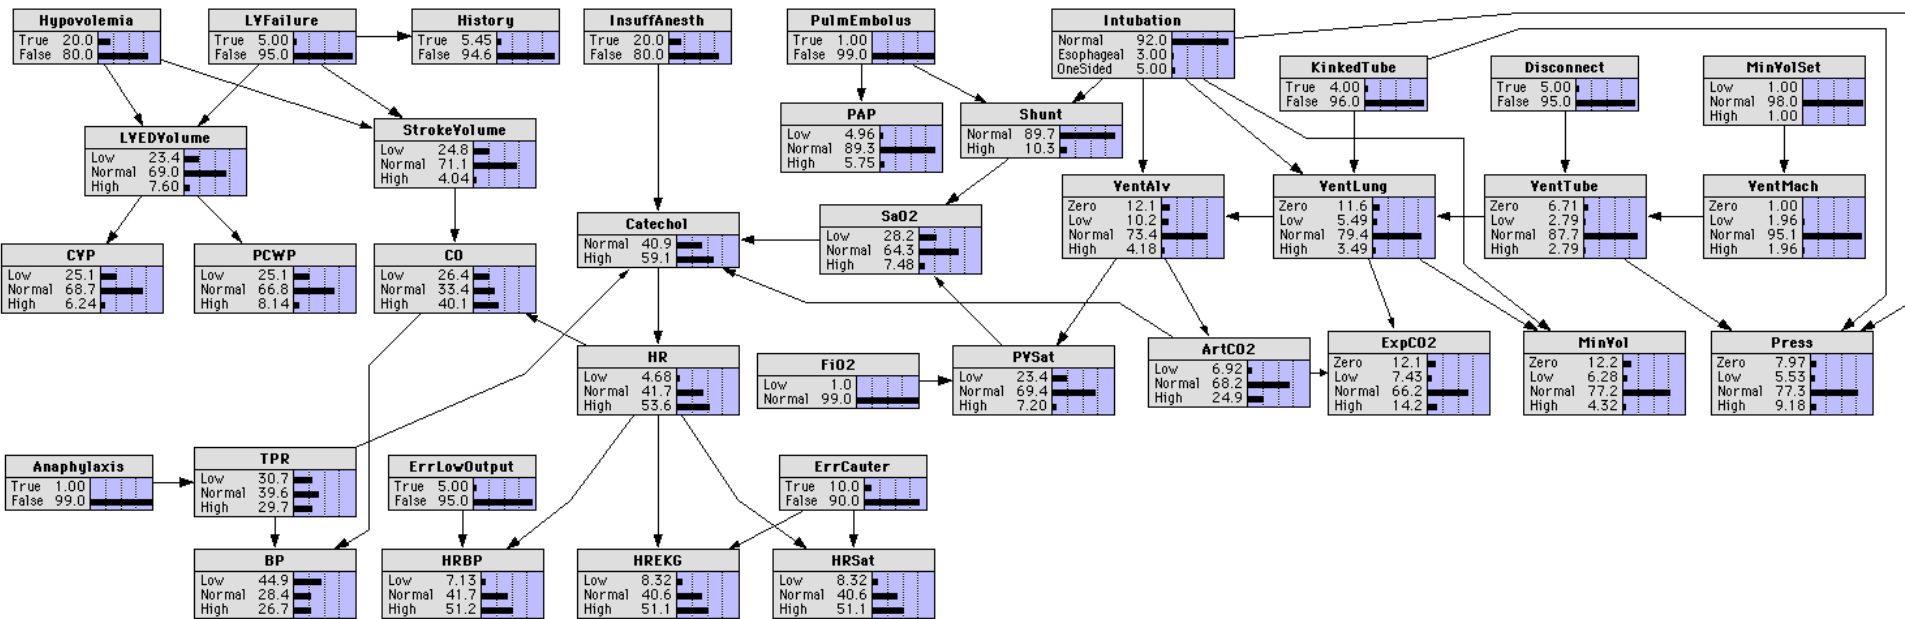 Hypovolemia
True 20.0
False 80.0
LVFailure
True 5.00
False 95.0
History
True 5.45
False 94.6
InsuffAnesth
True 20.0
False 80.0
PulmEmbolus
True 1.00
False 99.0
Intubation
Normal 92.0
Esophageal 3.00
OneSided 5.00
KinkedTube
True 4.00
False 96.0
Disconnect
True 5.00
False 95.0
MinVolSet
Low 1.00
Normal 98.0
High 1.00
LVEDVolume
Low 23.4
Normal 69.0
High 7.60
StrokeVolume
Low 24.8
Normal 71.1
High 4.04
PAP
Low 4.96
Normal 89.3
High 5.75
Shunt
Normal 89.7
High 10.3
VentAlv
Zero 12.1
Low 10.2
Normal 73.4
High 4.18
VentLung
Zero 11.6
Low 5.49
Normal 79.4
High 3.49
VentTube
Zero 6.71
Low 2.79
Normal 87.7
High 2.79
VentMach
Zero 1.00
Low 1.96
Normal 95.1
High 1.96
CVP
Low 25.1
Normal 68.7
High 6.24
PCWP
Low 25.1
Normal 66.8
High 8.14
CO
Low 26.4
Normal 33.4
High 40.1
Catechol
Normal 40.9
High 59.1
SaO2
Low 28.2
Normal 64.3
High 7.48
HR
Low 4.68
Normal 41.7
High 53.6
FiO2
Low 1.0
Normal 99.0
PVSat
Low 23.4
Normal 69.4
High 7.20
ArtCO2
Low 6.92
Normal 68.2
High 24.9
ExpCO2
Zero 12.1
Low 7.43
Normal 66.2
High 14.2
MinVol
Zero 12.2
Low 6.28
Normal 77.2
High 4.32
Press
Zero 7.97
Low 5.53
Normal 77.3
High 9.18
Anaphylaxis
True 1.00
False 99.0
TPR
Low 30.7
Normal 39.6
High 29.7
ErrLowOutput
True 5.00
False 95.0
ErrCauter
True 10.0
False 90.0
BP
Low 44.9
Normal 28.4
High 26.7
HRBP
Low 7.13
Normal 41.7
High 51.2
HREKG
Low 8.32
Normal 40.6
High 51.1
HRSat
Low 8.32
Normal 40.6
High 51.1